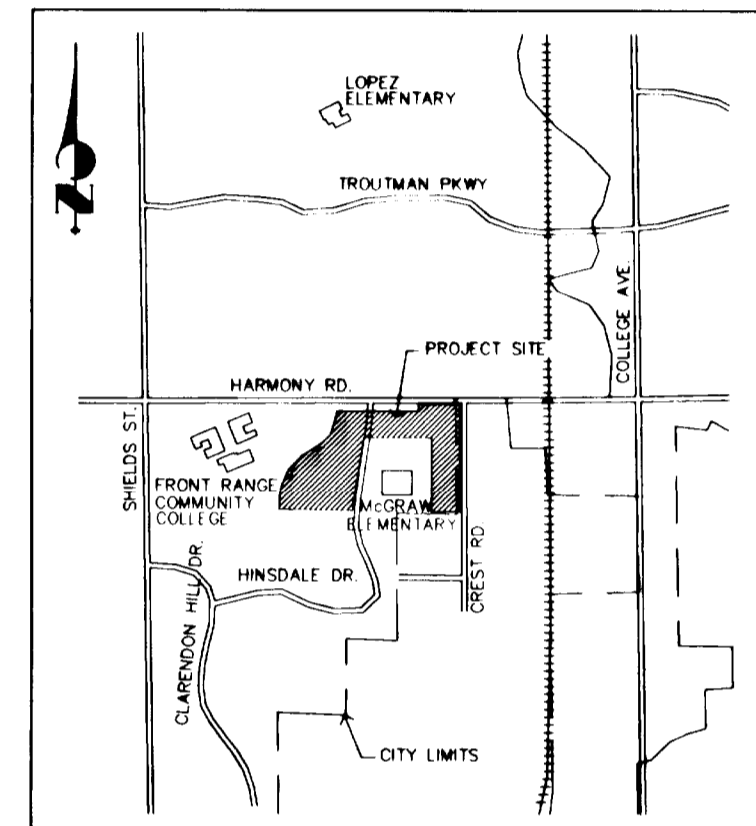 LOPEZ
ELEMENTARY
N
TROUTMAN PKWY
COLLEGE AVE.
PROJECT SITE
HARMONY RD.
SHIELDS ST.
FRONT RANGE
COMMUNITY
COLLEGE
McGRAW
ELEMENTARY
CREST RD.
HINSDALE DR.
CLARENDON HILL DR.
CITY LIMITS